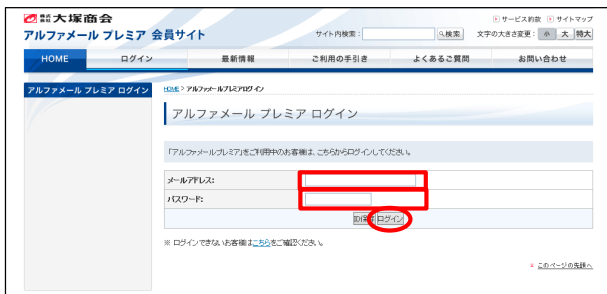 株式会社 大塚商会
サービス約款 サイトマップ
アルファメール プレミア 会員サイト
サイト内検索: 検索 文字の大きさ変更: 小 大 特大
HOME ログイン 最新情報 ご利用の手引き よくあるご質問 お問い合わせ
アルファメール プレミア ログイン
HOME > アルファメールプレミアログイン
アルファメール プレミア ログイン
「アルファメールプレミア」をご利用中のお客様は、こちらからログインしてください。
メールアドレス:
パスワード:
ログイン
※ ログインできないお客様はこちらをご確認ください。
このページの先頭へ